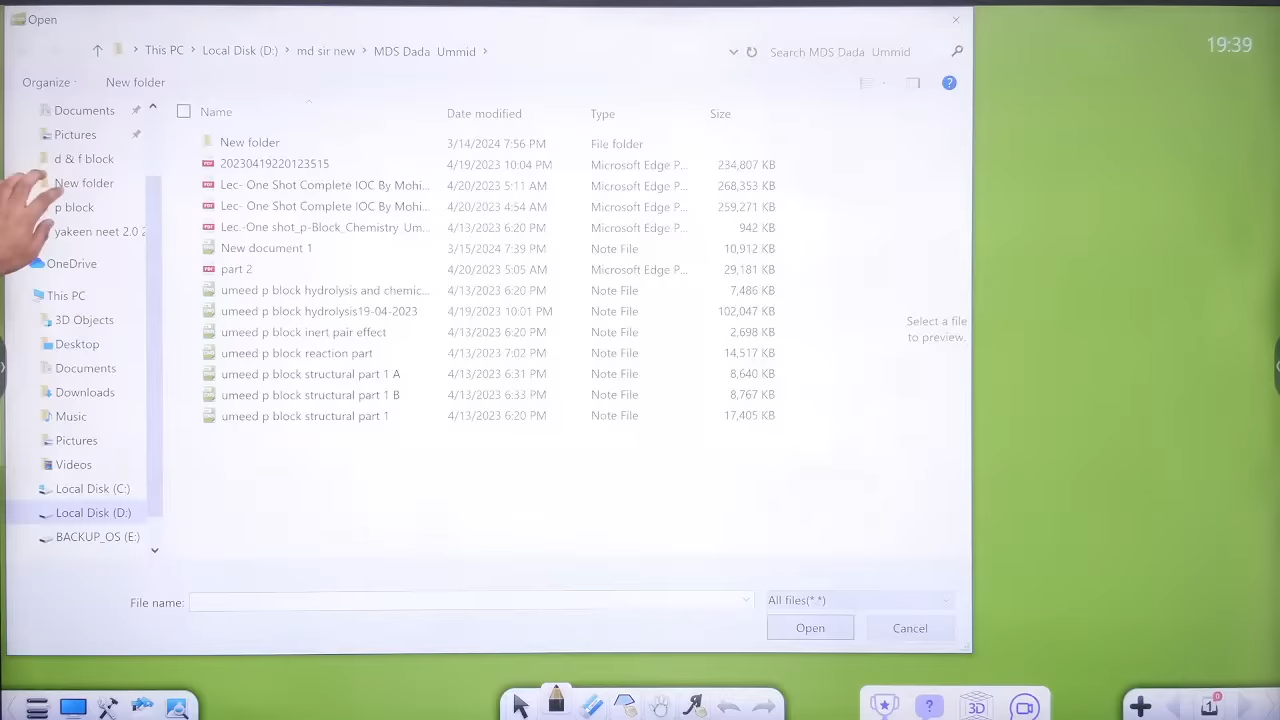 Open
19:39
This PC > Local Disk (D:) > md sir new > MDS Dada Ummid >
Search MDS Dada Ummid
Organize
New folder
?
Documents
Pictures
d & f block
New folder
p block
yakeen neet 2.0 2
OneDrive
This PC
3D Objects
Desktop
Documents
Downloads
Music
Pictures
Videos
Local Disk (C:)
Local Disk (D:)
BACKUP_OS (E:)
Name Date modified Type Size
New folder 3/14/2024 7:56 PM File folder
20230419220123515 4/19/2023 10:04 PM Microsoft Edge P... 234,807 KB
Lec- One Shot Complete IOC By Mohi... 4/20/2023 5:11 AM Microsoft Edge P... 268,353 KB
Lec- One Shot Complete IOC By Mohi... 4/20/2023 4:54 AM Microsoft Edge P... 259,271 KB
Lec.-One shot_p-Block_Chemistry Um... 4/13/2023 6:20 PM Microsoft Edge P... 942 KB
New document 1 3/15/2024 7:39 PM Note File 10,912 KB
part 2 4/20/2023 5:05 AM Microsoft Edge P... 29,181 KB
umeed p block hydrolysis and chemic... 4/13/2023 6:20 PM Note File 7,486 KB
umeed p block hydrolysis19-04-2023 4/19/2023 10:01 PM Note File 102,047 KB
umeed p block inert pair effect 4/13/2023 6:20 PM Note File 2,698 KB
umeed p block reaction part 4/13/2023 7:02 PM Note File 14,517 KB
umeed p block structural part 1 A 4/13/2023 6:31 PM Note File 8,640 KB
umeed p block structural part 1 B 4/13/2023 6:33 PM Note File 8,767 KB
umeed p block structural part 1 4/13/2023 6:20 PM Note File 17,405 KB
Select a file
to preview.
File name:
All files(*.*)
Open
Cancel
?
3D
1